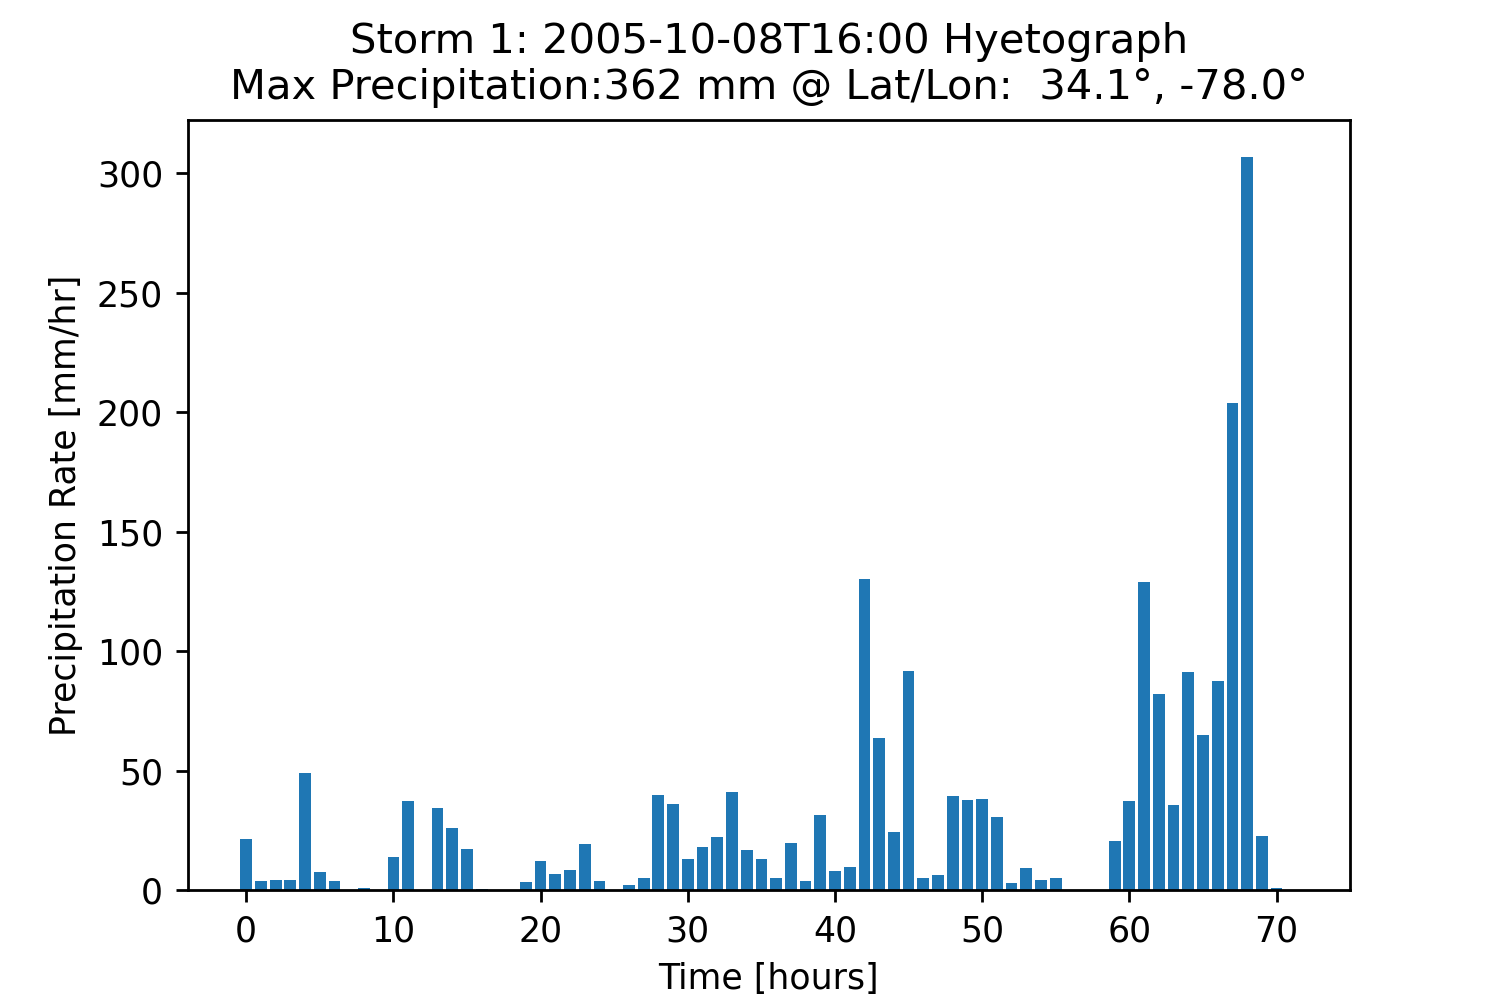 Storm 1: 2005-10-08T16:00 Hyetograph
Max Precipitation:362 mm @ Lat/Lon:  34.1°, -78.0°
Precipitation Rate [mm/hr]
300
250
200
150
100
50
0
0 10 20 30 40 50 60 70
Time [hours]